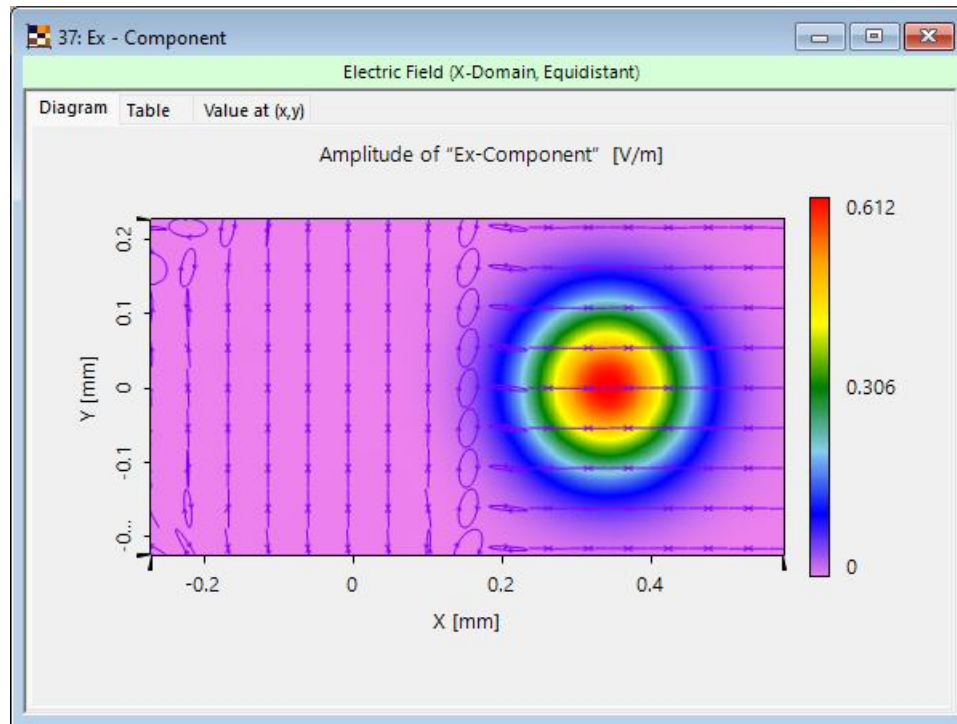 37: Ex - Component
Electric Field (X-Domain, Equidistant)
Diagram Table Value at (x,y)
Amplitude of “Ex-Component” [V/m]
0.612
0.306
0
Y [mm]
0.2
0.1
0
-0.1
-0...
-0.2 0 0.2 0.4
X [mm]